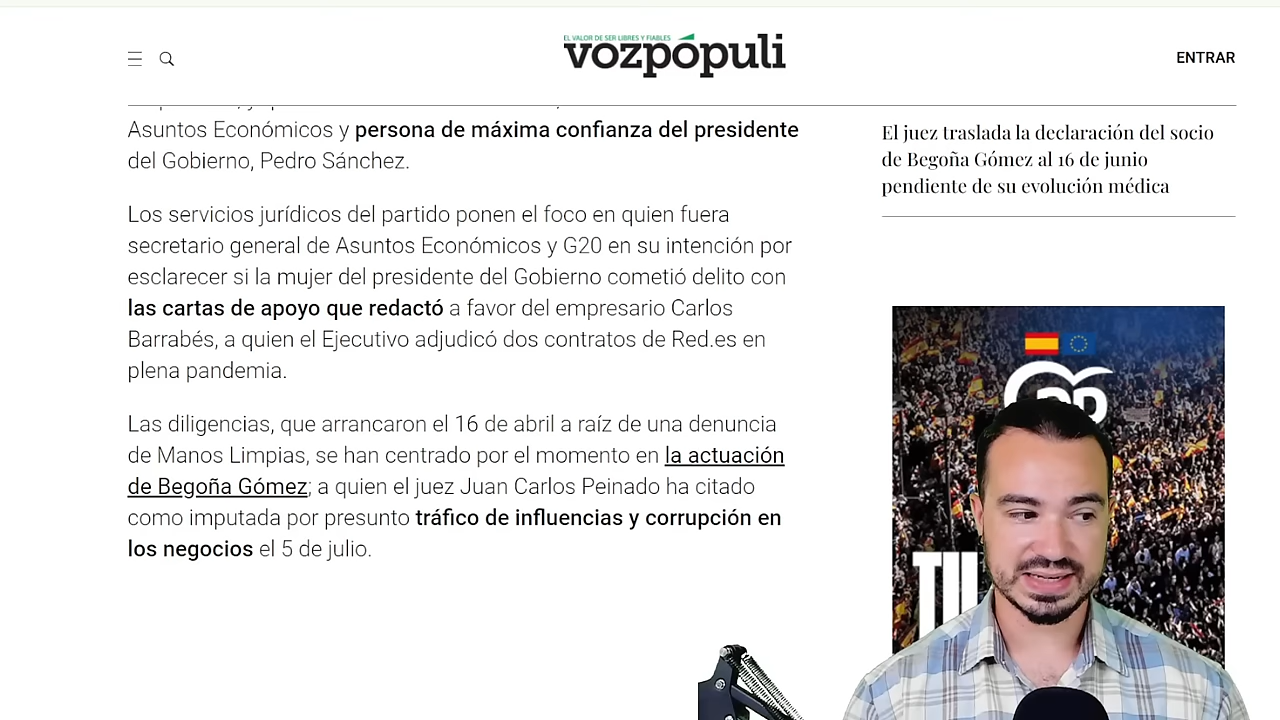 EL VALOR DE SER LIBRES Y FIABLES
vozpópuli
ENTRAR
Asuntos Económicos y persona de máxima confianza del presidente
del Gobierno, Pedro Sánchez.
Los servicios jurídicos del partido ponen el foco en quien fuera
secretario general de Asuntos Económicos y G20 en su intención por
esclarecer si la mujer del presidente del Gobierno cometió delito con
las cartas de apoyo que redactó a favor del empresario Carlos
Barrabés, a quien el Ejecutivo adjudicó dos contratos de Red.es en
plena pandemia.
Las diligencias, que arrancaron el 16 de abril a raíz de una denuncia
de Manos Limpias, se han centrado por el momento en la actuación
de Begoña Gómez; a quien el juez Juan Carlos Peinado ha citado
como imputada por presunto tráfico de influencias y corrupción en
los negocios el 5 de julio.
El juez traslada la declaración del socio
de Begoña Gómez al 16 de junio
pendiente de su evolución médica
PP